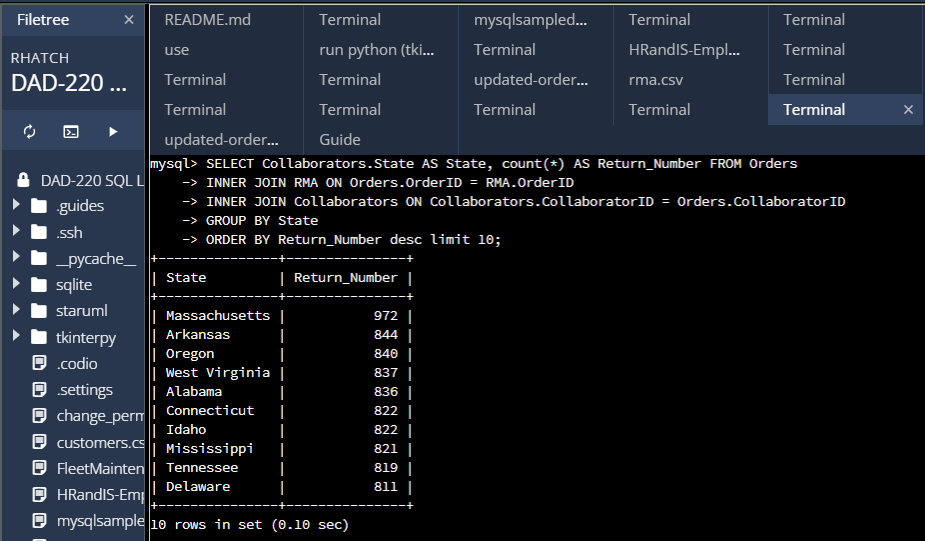 Filetree ×
RHATCH
DAD-220 ...
DAD-220 SQL L
.guides
.ssh
__pycache__
sqlite
staruml
tkinterpy
.codio
.settings
change_perm
customers.cs
FleetMainten
HRandIS-Emp
mysqlsample
README.md Terminal mysqlsampled... Terminal Terminal
use run python (tki... Terminal HRandIS-Empl... Terminal
Terminal Terminal updated-order... rma.csv Terminal
Terminal Terminal Terminal Terminal Terminal ×
updated-order... Guide
mysql> SELECT Collaborators.State AS State, count(*) AS Return_Number FROM Orders
    -> INNER JOIN RMA ON Orders.OrderID = RMA.OrderID
    -> INNER JOIN Collaborators ON Collaborators.CollaboratorID = Orders.CollaboratorID
    -> GROUP BY State
    -> ORDER BY Return_Number desc limit 10;
+---------------+---------------+
| State         | Return_Number |
+---------------+---------------+
| Massachusetts |           972 |
| Arkansas      |           844 |
| Oregon        |           840 |
| West Virginia |           837 |
| Alabama       |           836 |
| Connecticut   |           822 |
| Idaho         |           822 |
| Mississippi   |           821 |
| Tennessee     |           819 |
| Delaware      |           811 |
+---------------+---------------+
10 rows in set (0.10 sec)